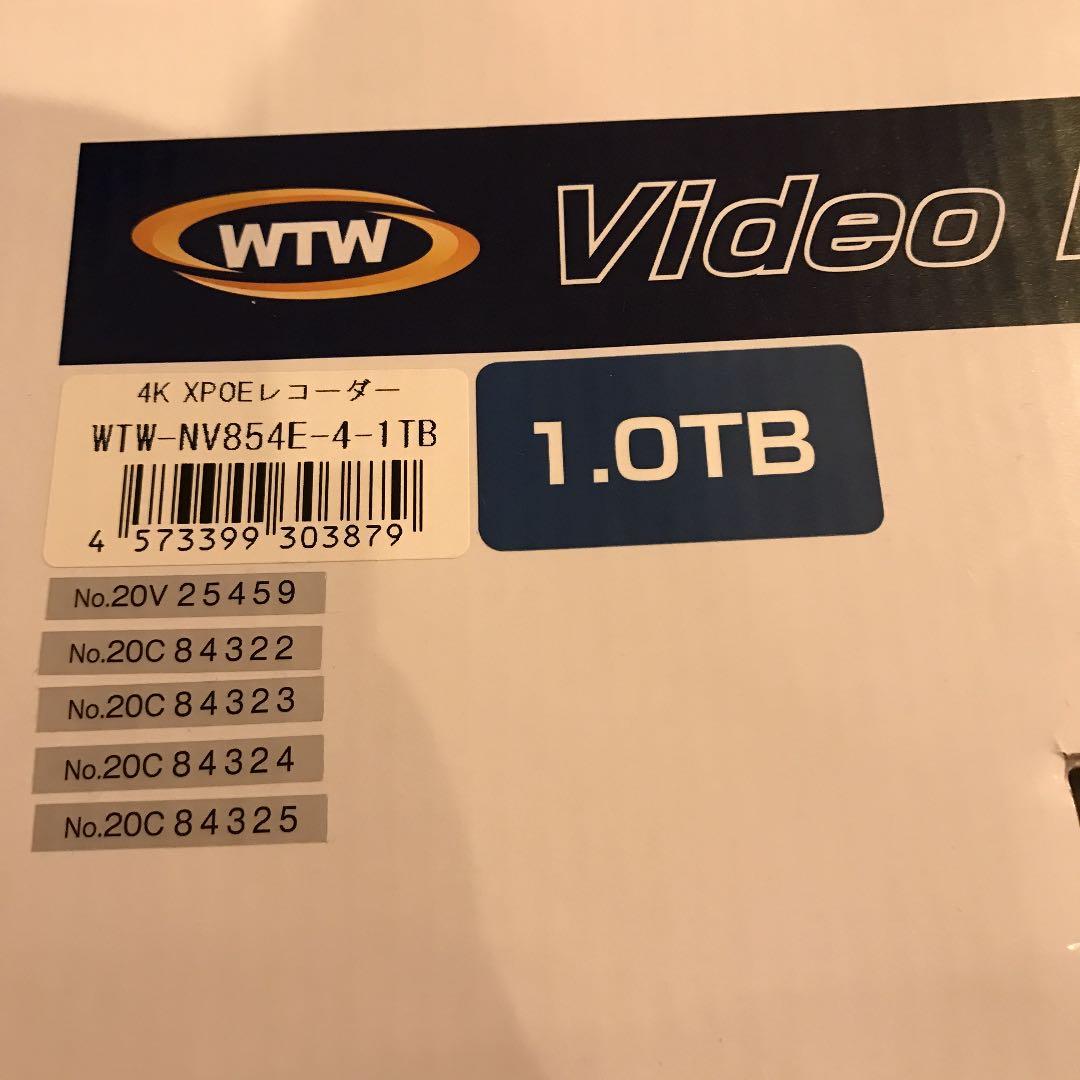 WTW
Video
4K XPOEレコーダー
WTW-NV854E-4-1TB
4 573399 303879
1.0TB
No.20V 25459
No.20C 84322
No.20C 84323
No.20C 84324
No.20C 84325